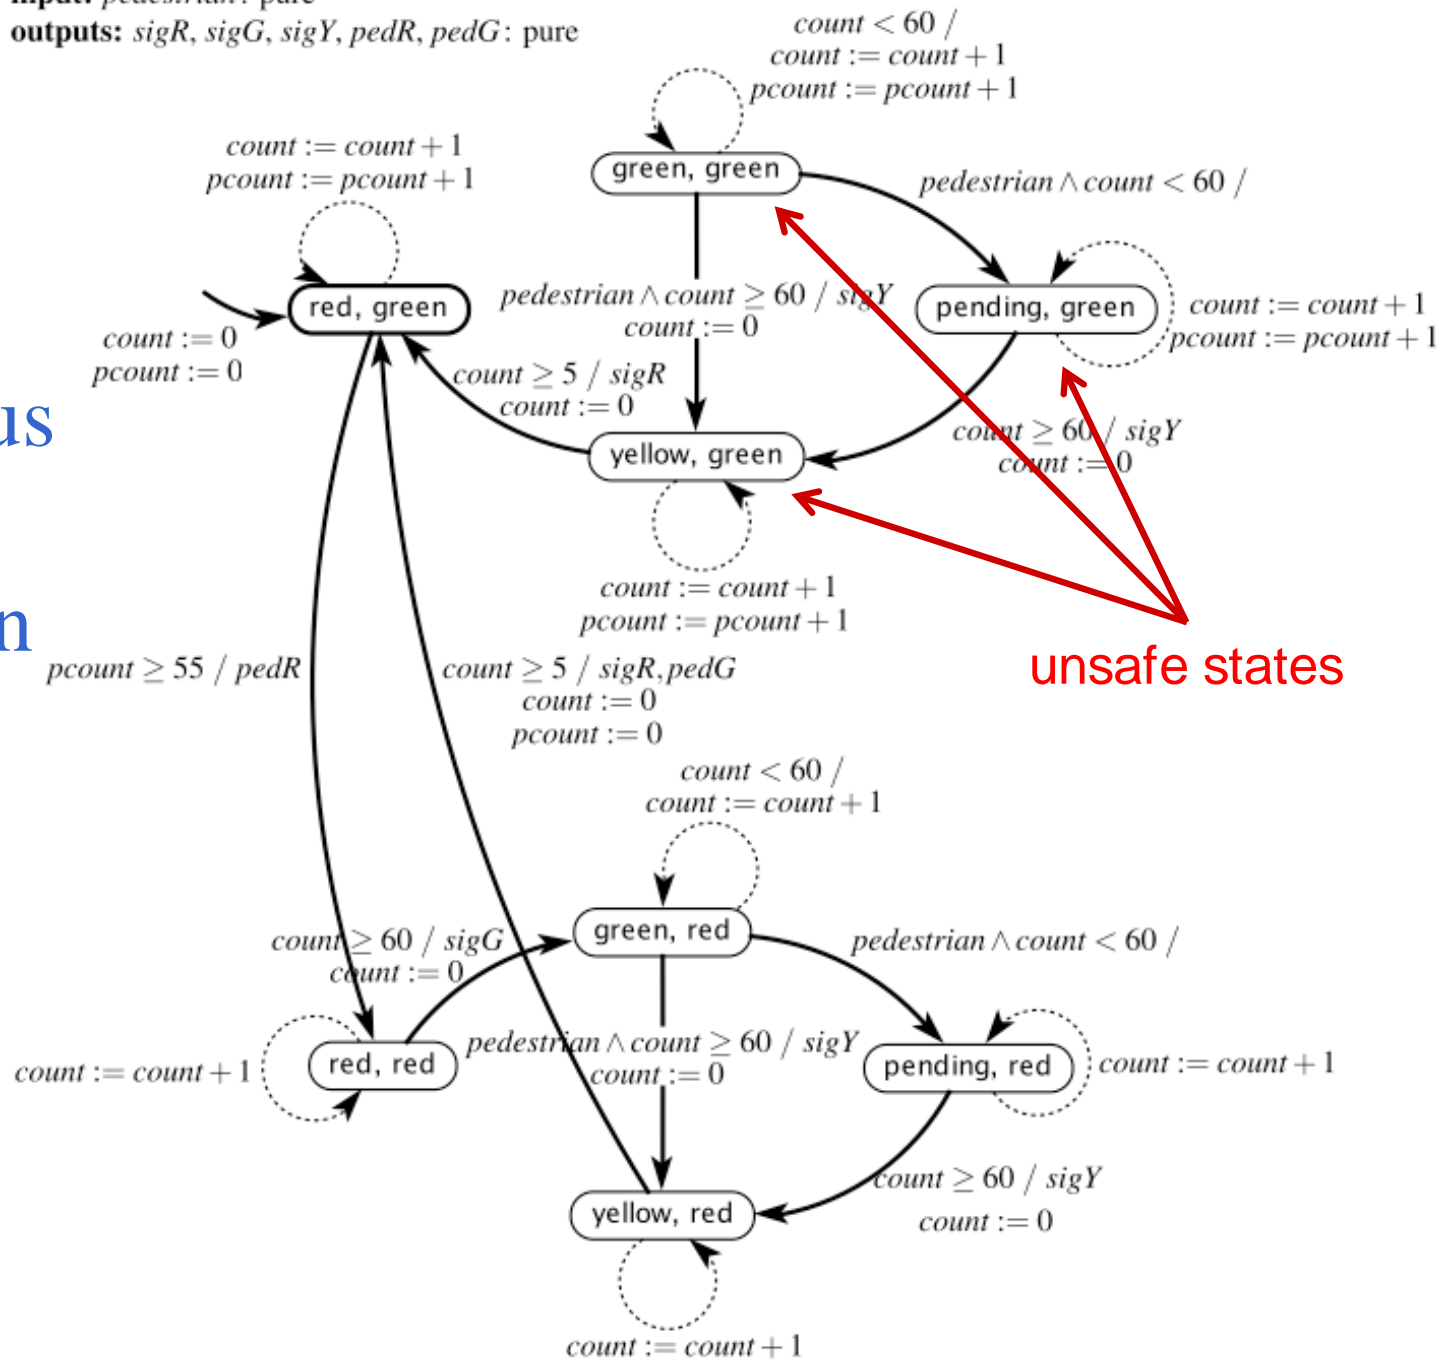 input: pedestrian: pure
outputs: sigR, sigG, sigY, pedR, pedG: pure
count < 60 /
count := count + 1
pcount := pcount + 1
count := count + 1
pcount := pcount + 1
green, green
pedestrian ∧ count < 60 /
red, green
count := 0
pcount := 0
pedestrian ∧ count ≥ 60 / sigY
count := 0
pending, green
count := count + 1
pcount := pcount + 1
count ≥ 5 / sigR
count := 0
us
yellow, green
count ≥ 60 / sigY
count := 0
count := count + 1
pcount := pcount + 1
n
pcount ≥ 55 / pedR
count ≥ 5 / sigR, pedG
count := 0
pcount := 0
unsafe states
count < 60 /
count := count + 1
count ≥ 60 / sigG
count := 0
green, red
pedestrian ∧ count < 60 /
count := count + 1
red, red
pedestrian ∧ count ≥ 60 / sigY
count := 0
pending, red
count := count + 1
yellow, red
count ≥ 60 / sigY
count := 0
count := count + 1